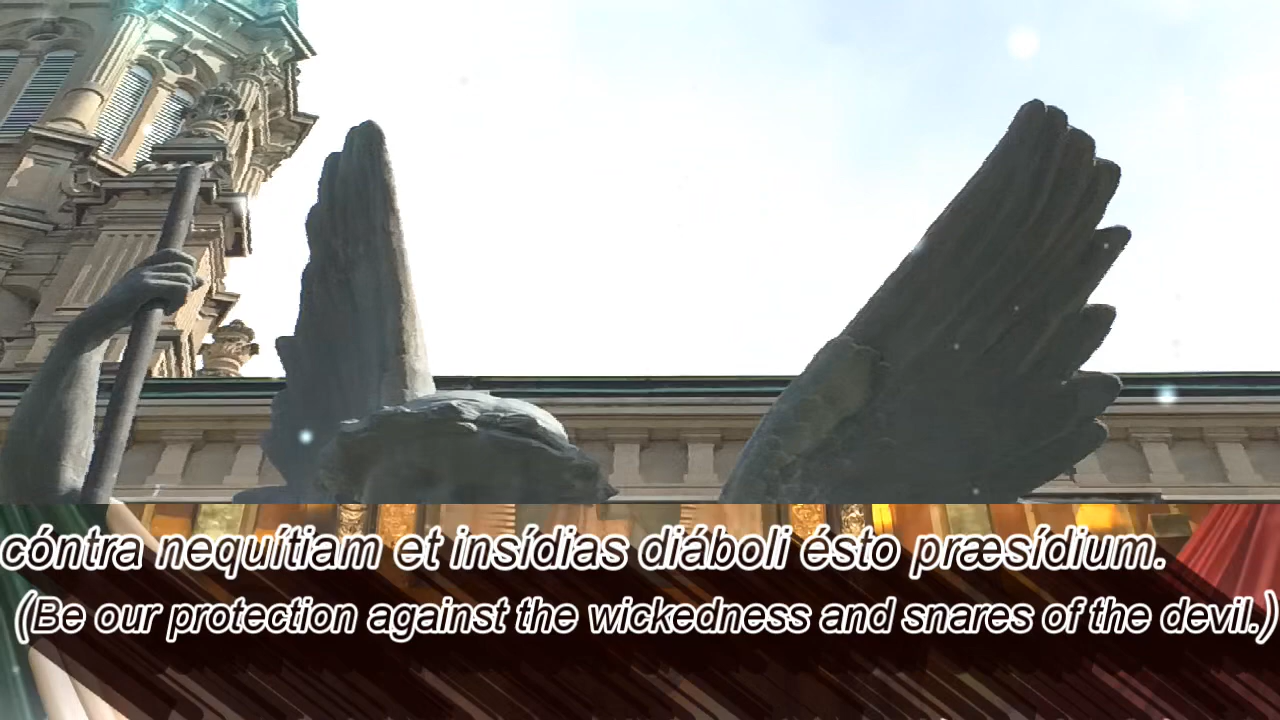 cóntra nequítiam et insídias diáboli ésto præsídium.
(Be our protection against the wickedness and snares of the devil.)